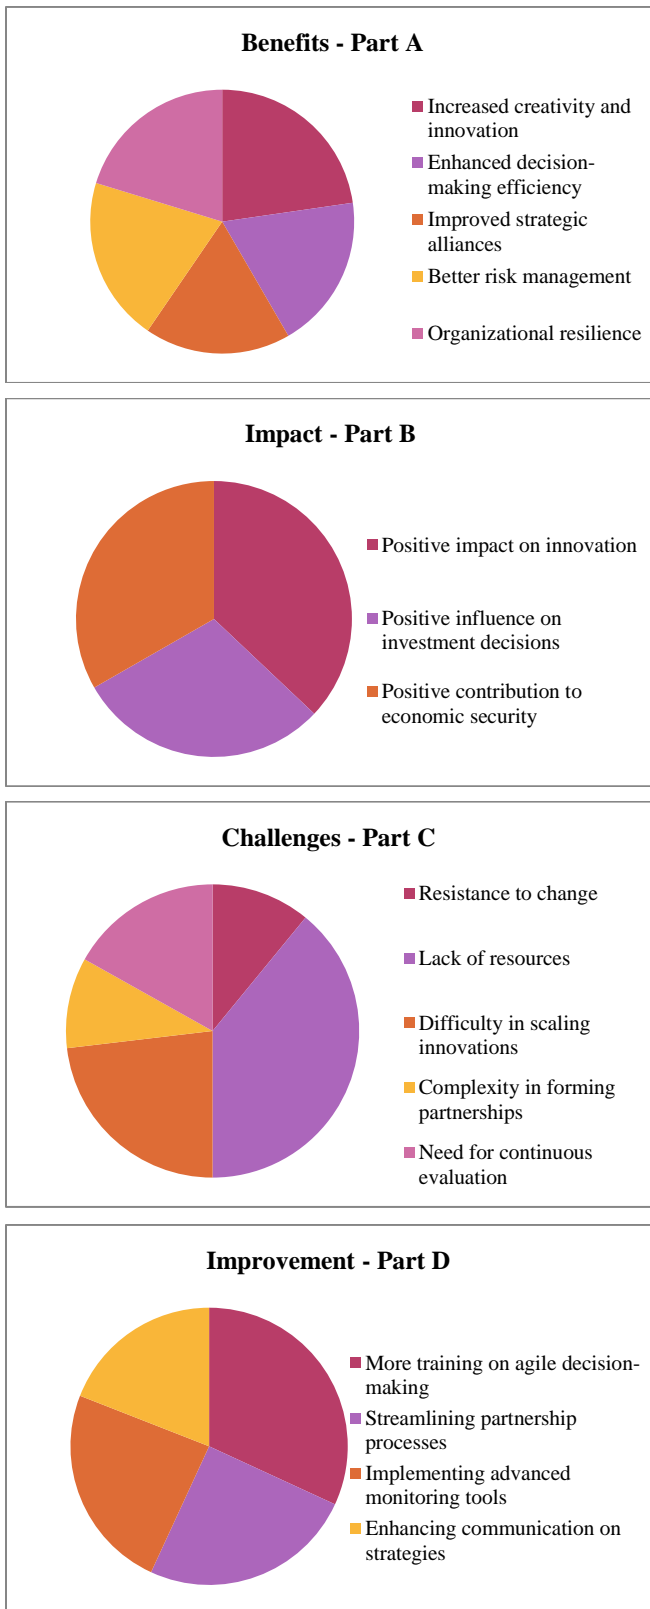 Benefits - Part A
Increased creativity and
innovation
Enhanced decision-
making efficiency
Improved strategic
alliances
Better risk management
Organizational resilience
Impact - Part B
Positive impact on innovation
Positive influence on
investment decisions
Positive contribution to
economic security
Challenges - Part C
Resistance to change
Lack of resources
Difficulty in scaling
innovations
Complexity in forming
partnerships
Need for continuous
evaluation
Improvement - Part D
More training on agile decision-
making
Streamlining partnership
processes
Implementing advanced
monitoring tools
Enhancing communication on
strategies